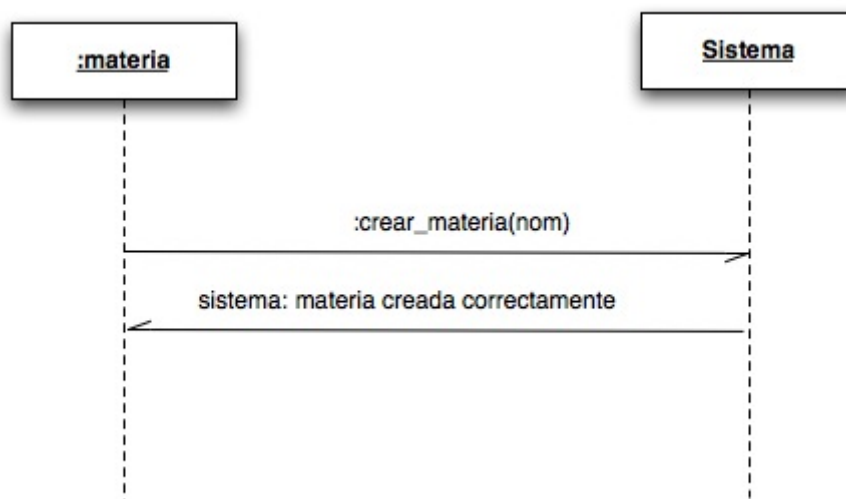 :materia
Sistema
:crear_materia(nom)
sistema: materia creada correctamente